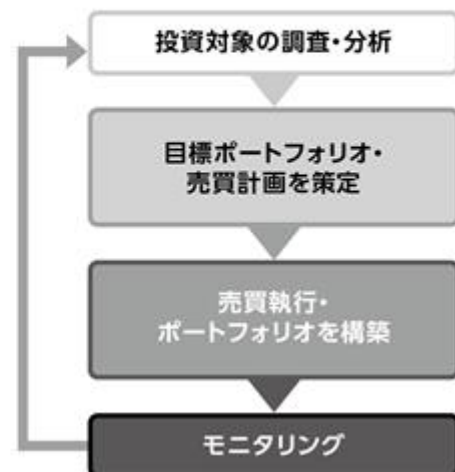 投資対象の調査・分析
目標ポートフォリオ・
売買計画を策定
売買執行・
ポートフォリオを構築
モニタリング